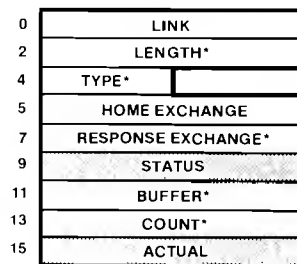 0 LINK
2 LENGTH*
4 TYPE*
5 HOME EXCHANGE
7 RESPONSE EXCHANGE*
9 STATUS
11 BUFFER*
13 COUNT*
15 ACTUAL